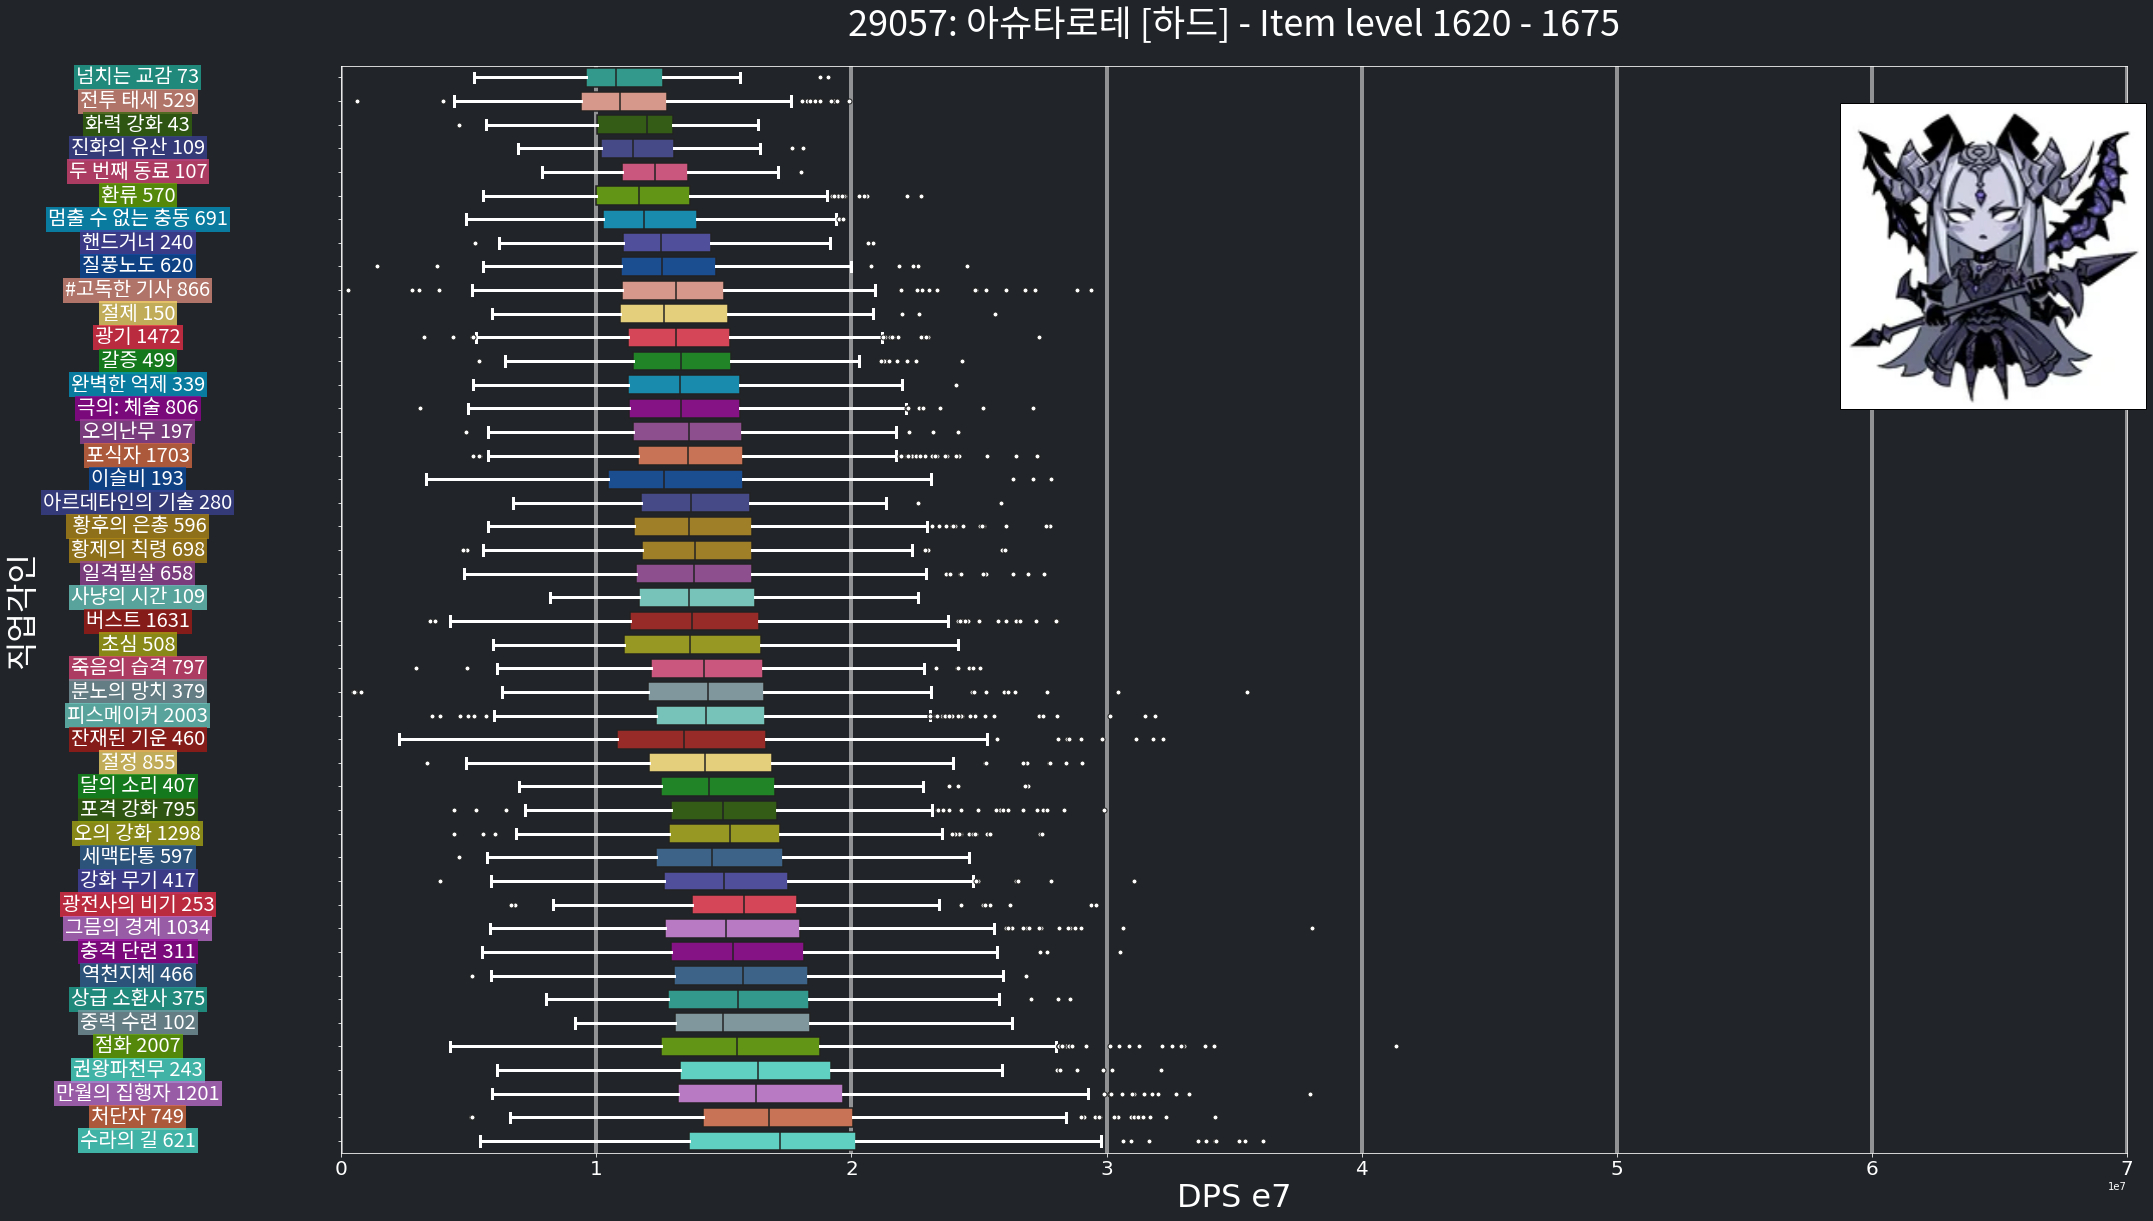 29057: 아슈타로테 [하드] - Item level 1620 - 1675
직업각인
넘치는 교감 73
전투 태세 529
화력 강화 43
진화의 유산 109
두 번째 동료 107
환류 570
멈출 수 없는 충동 691
핸드거너 240
질풍노도 620
#고독한 기사 866
절제 150
광기 1472
갈증 499
완벽한 억제 339
극의: 체술 806
오의난무 197
포식자 1703
이슬비 193
아르데타인의 기술 280
황후의 은총 596
황제의 칙령 698
일격필살 658
사냥의 시간 109
버스트 1631
초심 508
죽음의 습격 797
분노의 망치 379
피스메이커 2003
잔재된 기운 460
절정 855
달의 소리 407
포격 강화 795
오의 강화 1298
세맥타통 597
강화 무기 417
광전사의 비기 253
그믐의 경계 1034
충격 단련 311
역천지체 466
상급 소환사 375
중력 수련 102
점화 2007
권왕파천무 243
만월의 집행자 1201
처단자 749
수라의 길 621
0 1 2 3 4 5 6 7
1e7
DPS e7